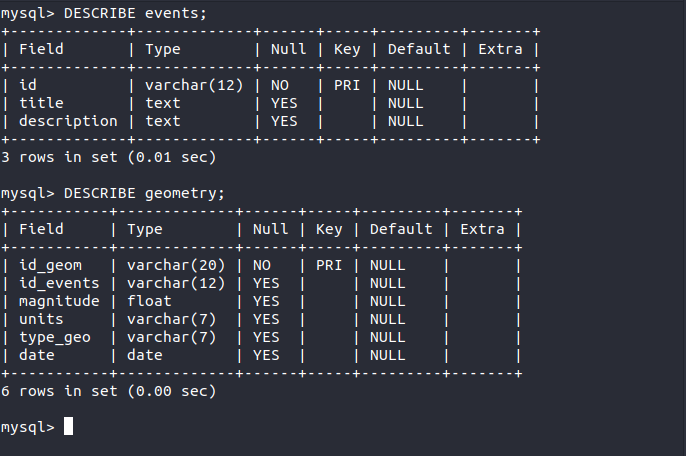 mysql> DESCRIBE events;
+-------------+-------------+------+-----+---------+-------+
| Field       | Type        | Null | Key | Default | Extra |
+-------------+-------------+------+-----+---------+-------+
| id          | varchar(12) | NO   | PRI | NULL    |       |
| title       | text        | YES  |     | NULL    |       |
| description | text        | YES  |     | NULL    |       |
+-------------+-------------+------+-----+---------+-------+
3 rows in set (0.01 sec)

mysql> DESCRIBE geometry;
+-----------+-------------+------+-----+---------+-------+
| Field     | Type        | Null | Key | Default | Extra |
+-----------+-------------+------+-----+---------+-------+
| id_geom   | varchar(20) | NO   | PRI | NULL    |       |
| id_events | varchar(12) | YES  |     | NULL    |       |
| magnitude | float       | YES  |     | NULL    |       |
| units     | varchar(7)  | YES  |     | NULL    |       |
| type_geo  | varchar(7)  | YES  |     | NULL    |       |
| date      | date        | YES  |     | NULL    |       |
+-----------+-------------+------+-----+---------+-------+
6 rows in set (0.00 sec)

mysql>